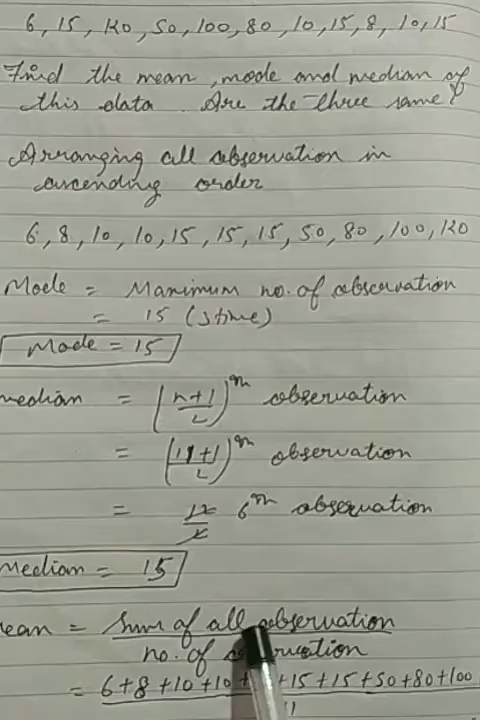 6, 15, 120, 50, 100, 80, 10, 15, 8, 10, 15
Find the mean, mode and median of
this data. Are the three same?
Arranging all observation in
ascending order
6, 8, 10, 10, 15, 15, 15, 50, 80, 100, 120
Mode = Maximum no. of observation
= 15 (3 time)
Mode = 15
median = (n+1/2)th observation
= (11+1/2)th observation
= 12/2 6th observation
Median = 15
ean = Sum of all observation
no. of observation
= 6+8+10+10+ +15+15+50+80+100
11